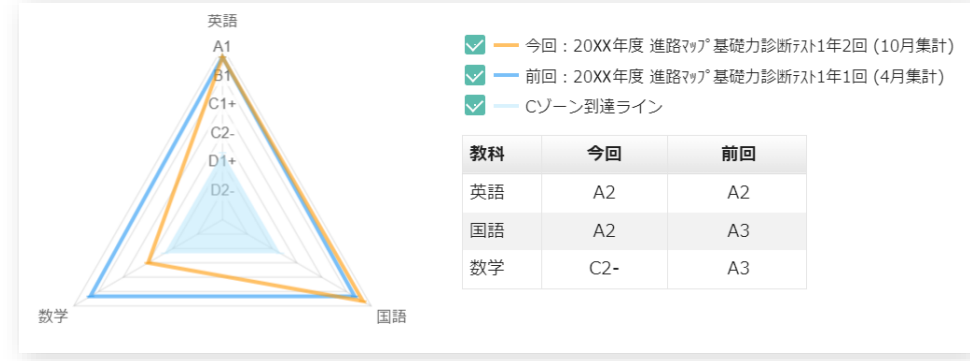 英語
A1
B1
C1+
C2-
D1+
D2-
数学
国語
今回：20XX年度 進路ﾏｯﾌﾟ基礎力診断ﾃｽﾄ1年2回 (10月集計)
前回：20XX年度 進路ﾏｯﾌﾟ基礎力診断ﾃｽﾄ1年1回 (4月集計)
Cゾーン到達ライン
教科 今回 前回
英語 A2 A2
国語 A2 A3
数学 C2- A3